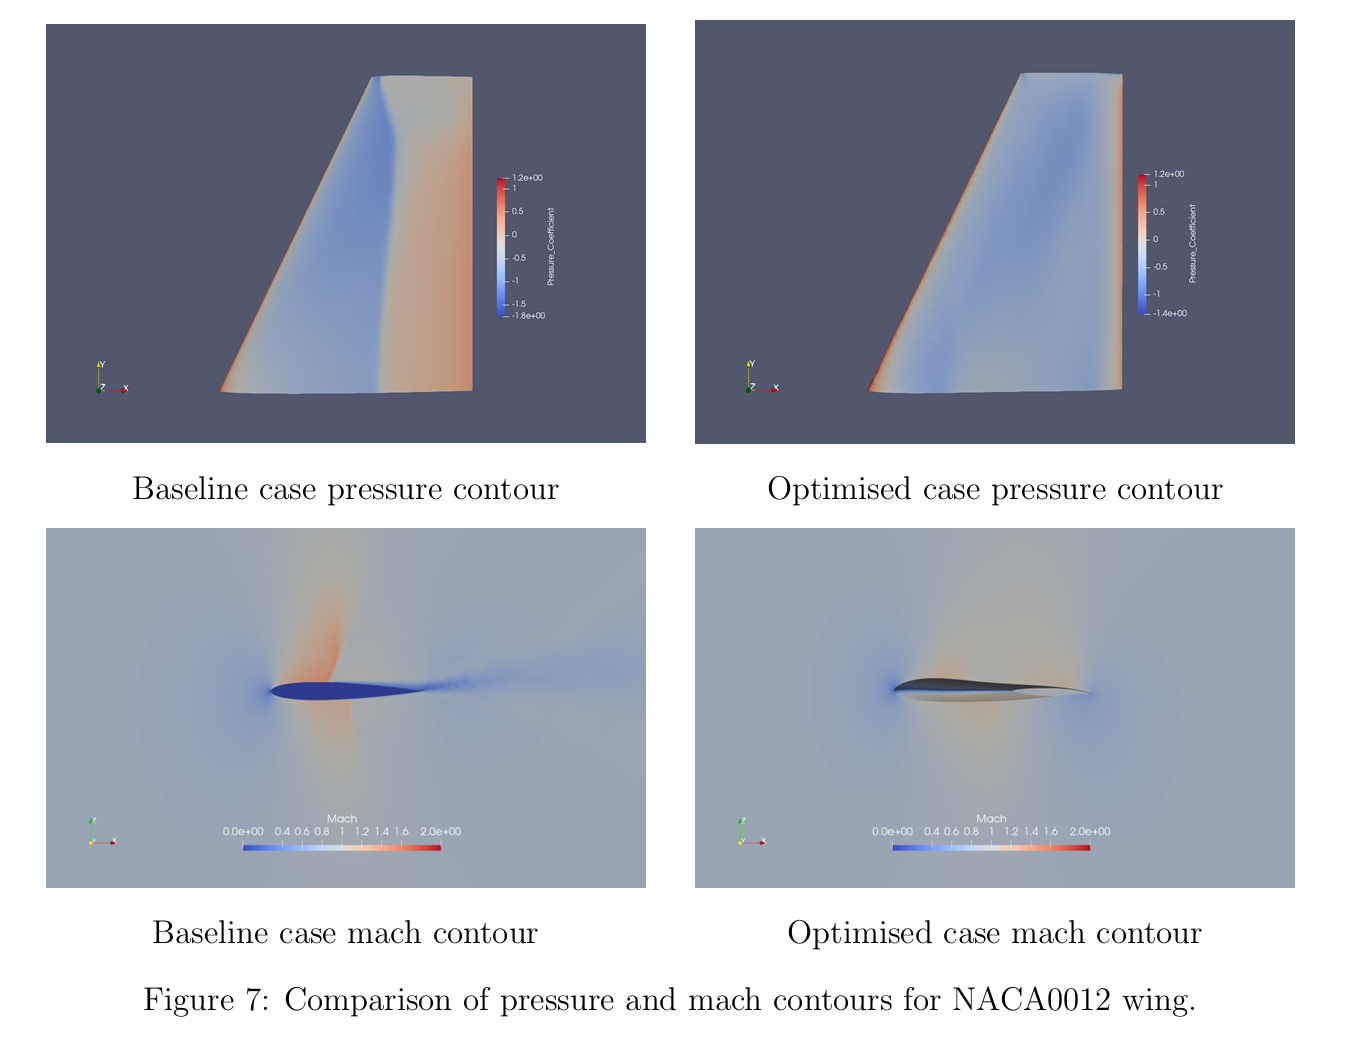 1.2e+00
1
0.5
0
-0.5
-1
-1.5
-1.8e+00
Pressure_Coefficient
Y
Z
X
1.2e+00
1
0.5
0
-0.5
-1
-1.4e+00
Pressure_Coefficient
Y
Z
X
Baseline case pressure contour
Optimised case pressure contour
Z
X
Mach
0.0e+00 0.4 0.6 0.8 1 1.2 1.4 1.6 2.0e+00
Z
X
Mach
0.0e+00 0.4 0.6 0.8 1 1.2 1.4 1.6 2.0e+00
Baseline case mach contour
Optimised case mach contour
Figure 7: Comparison of pressure and mach contours for NACA0012 wing.